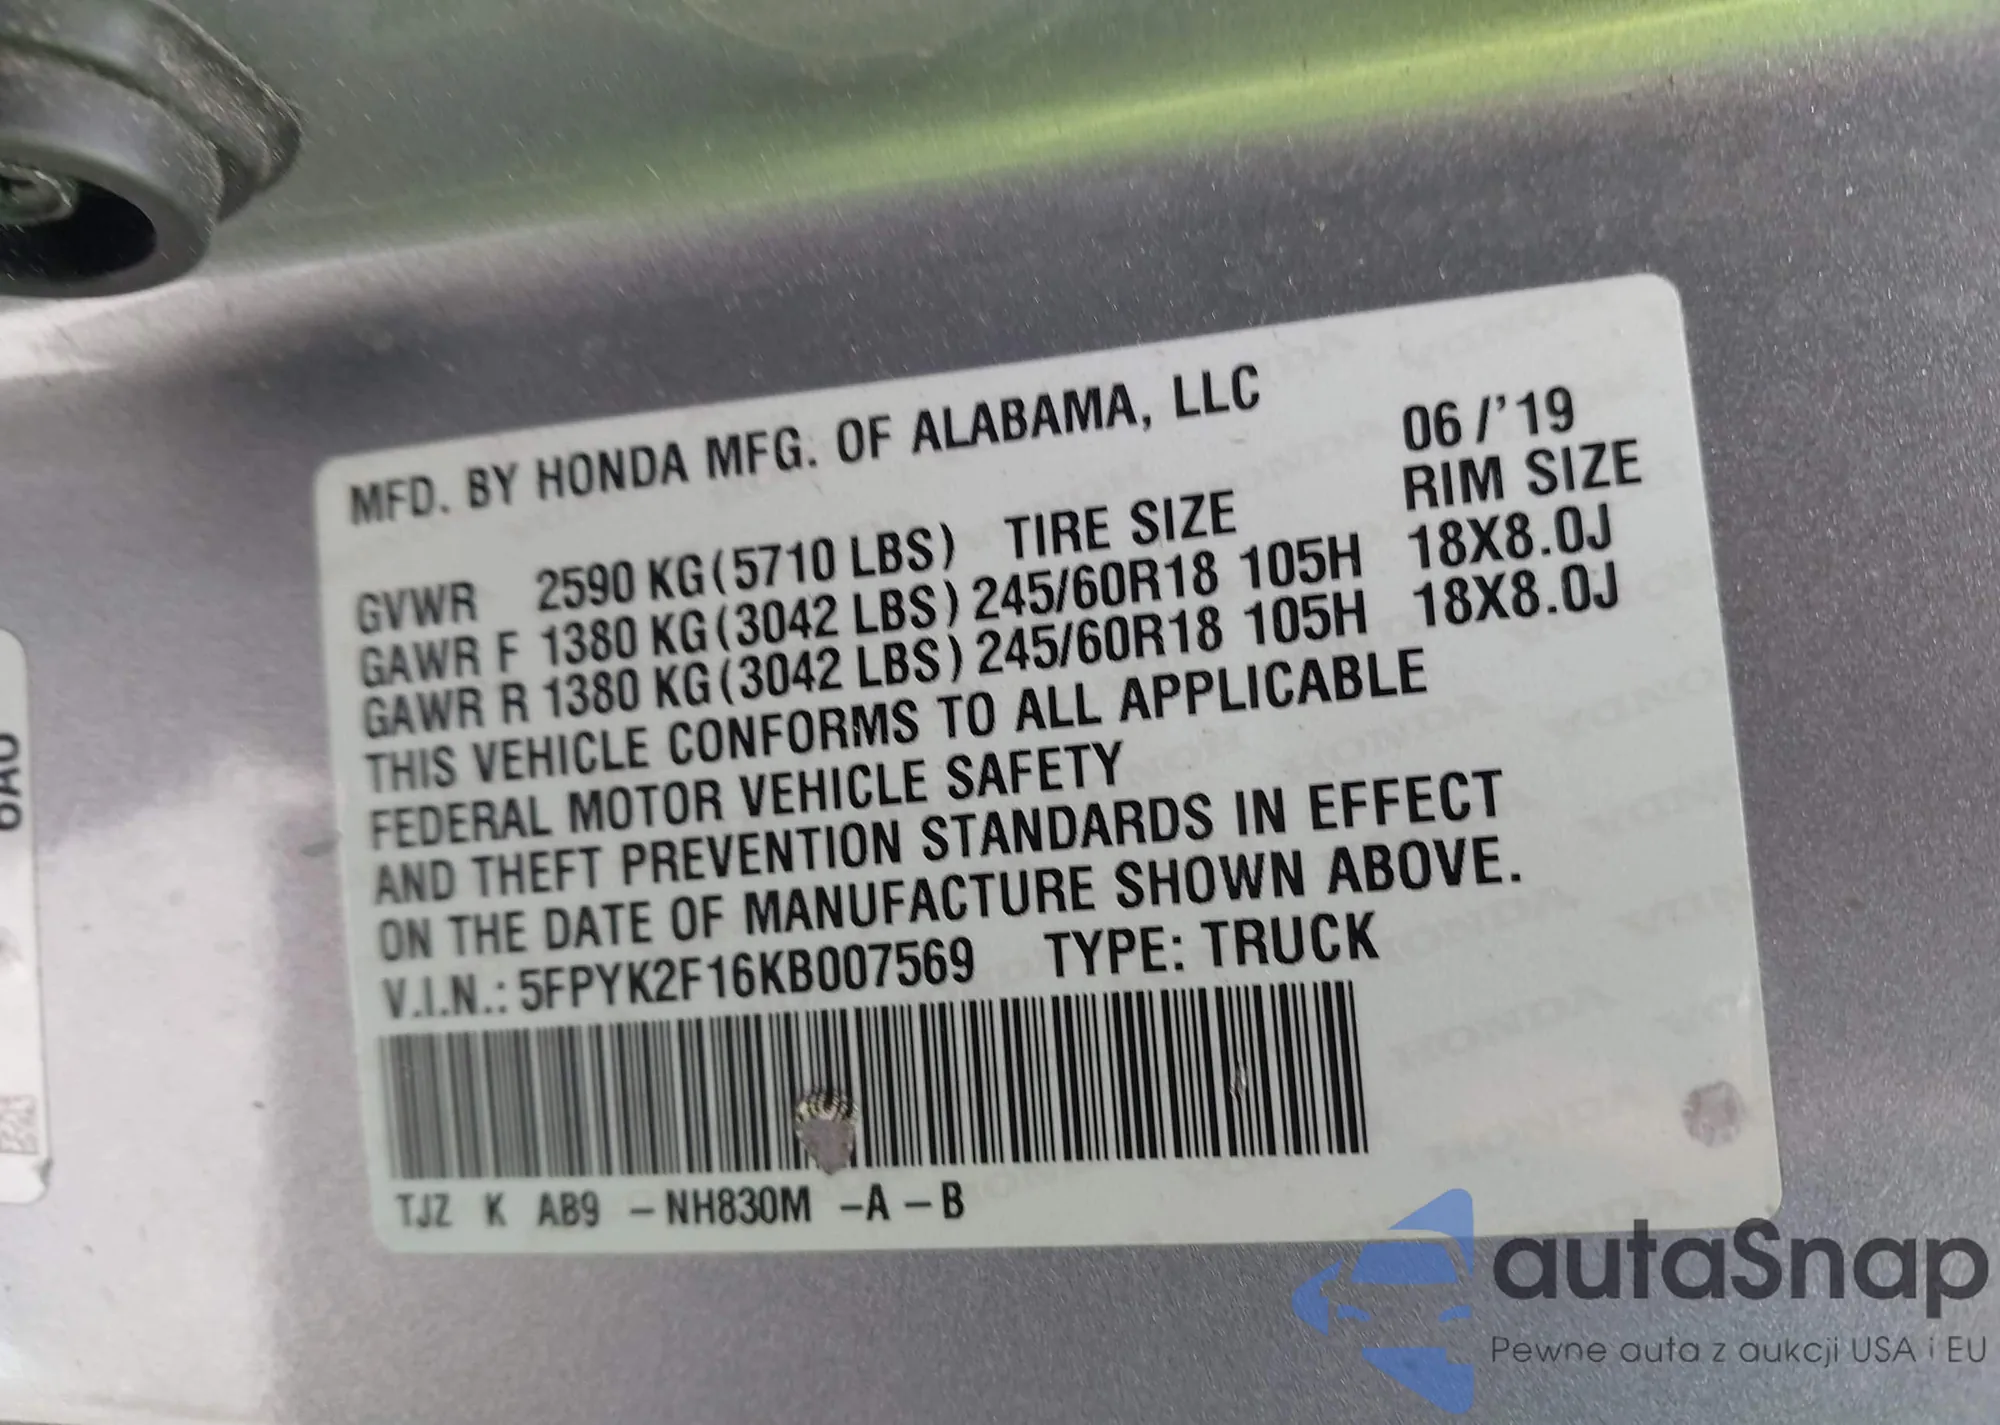 MFD. BY HONDA MFG. OF ALABAMA, LLC 06/'19
GVWR 2590 KG(5710 LBS) TIRE SIZE RIM SIZE
GAWR F 1380 KG(3042 LBS) 245/60R18 105H 18X8.0J
GAWR R 1380 KG(3042 LBS) 245/60R18 105H 18X8.0J
THIS VEHICLE CONFORMS TO ALL APPLICABLE
FEDERAL MOTOR VEHICLE SAFETY
AND THEFT PREVENTION STANDARDS IN EFFECT
ON THE DATE OF MANUFACTURE SHOWN ABOVE.
V.I.N.: 5FPYK2F16KB007569 TYPE: TRUCK
TJZ K AB9 -NH830M -A -B
autaSnap
Pewne auta z aukcji USA i EU